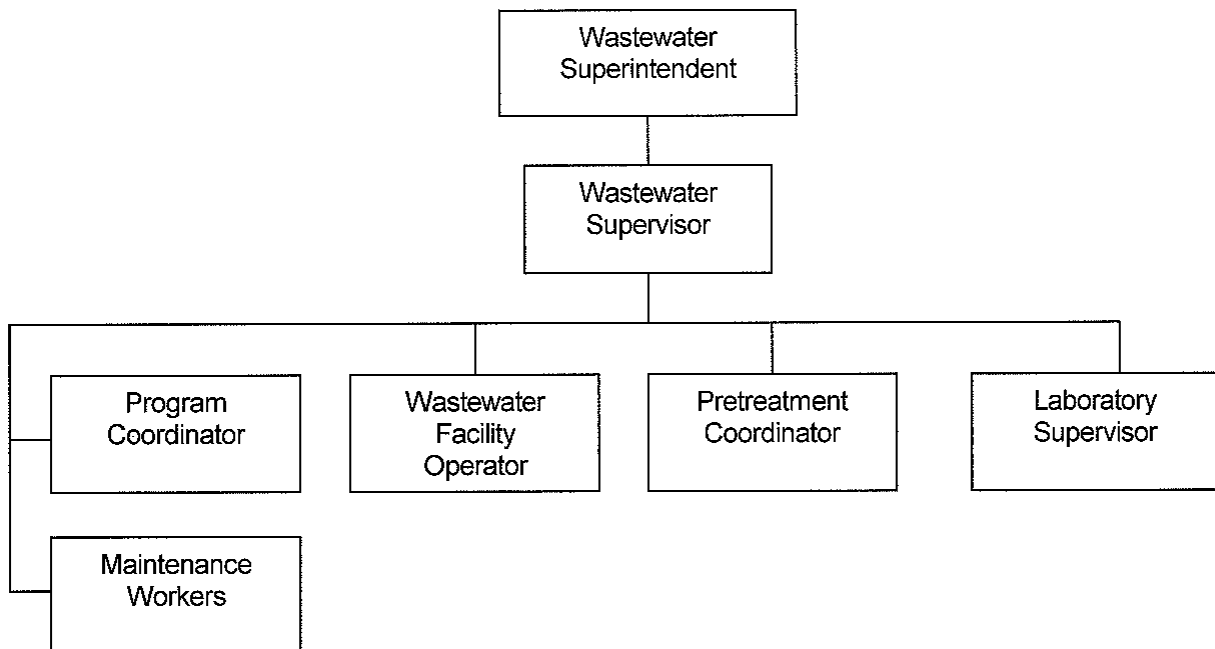 Wastewater
Superintendent
Wastewater
Supervisor
Program
Coordinator
Wastewater
Facility
Operator
Pretreatment
Coordinator
Laboratory
Supervisor
Maintenance
Workers